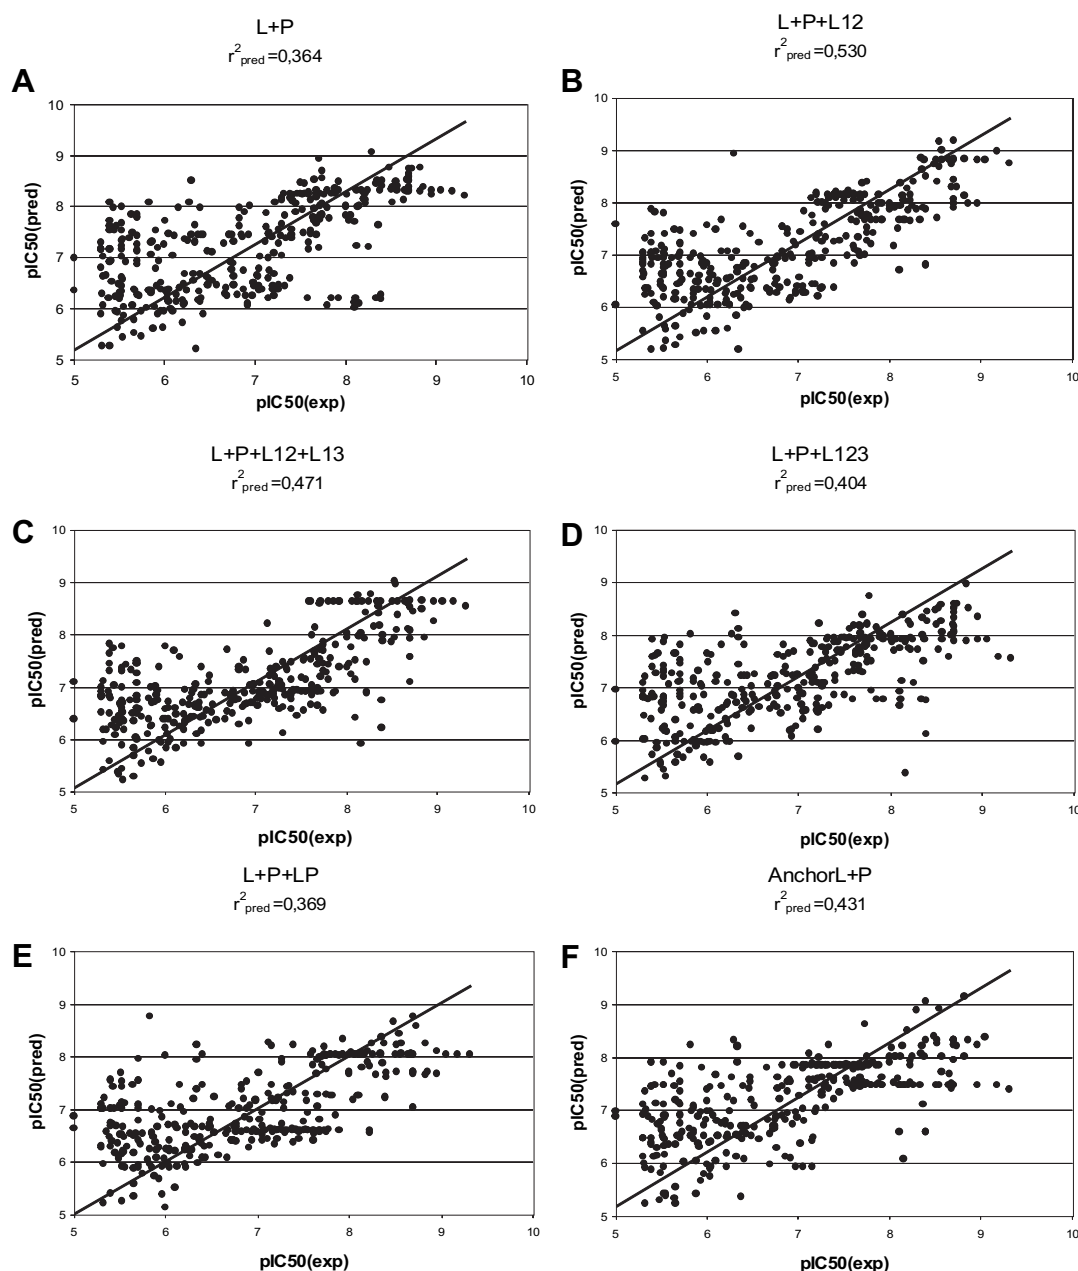 L+P
r²pred =0,364
A
10
9
8
7
6
5
pIC50(pred)
5 6 7 8 9 10
pIC50(exp)
L+P+L12
r²pred =0,530
B
10
9
8
7
6
5
pIC50(pred)
5 6 7 8 9 10
pIC50(exp)
L+P+L12+L13
r²pred =0,471
C
10
9
8
7
6
5
pIC50(pred)
5 6 7 8 9 10
pIC50(exp)
L+P+L123
r²pred =0,404
D
10
9
8
7
6
5
pIC50(pred)
5 6 7 8 9 10
pIC50(exp)
L+P+LP
r²pred =0,369
E
10
9
8
7
6
5
pIC50(pred)
5 6 7 8 9 10
pIC50(exp)
AnchorL+P
r²pred =0,431
F
10
9
8
7
6
5
pIC50(pred)
5 6 7 8 9 10
pIC50(exp)